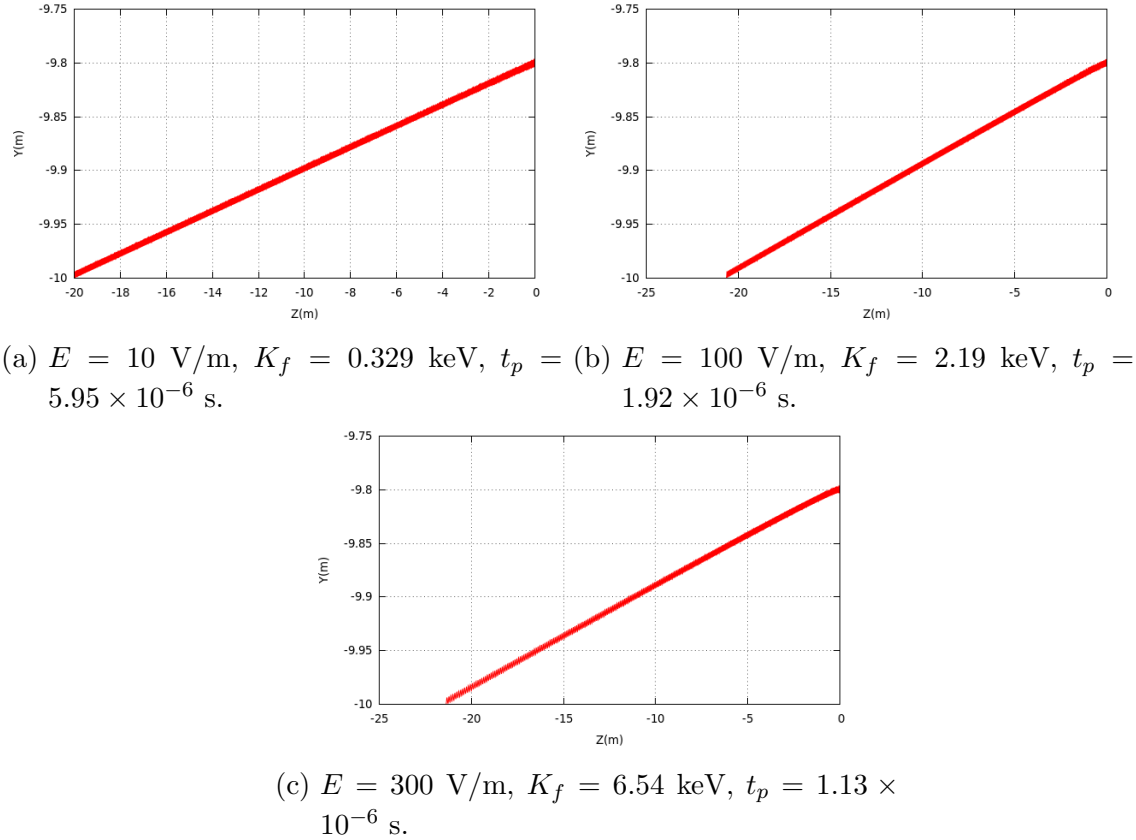 -9.75
-9.8
-9.85
-9.9
-9.95
-10
Y(m)
-20 -18 -16 -14 -12 -10 -8 -6 -4 -2 0
Z(m)
-9.75
-9.8
-9.85
-9.9
-9.95
-10
Y(m)
-25 -20 -15 -10 -5 0
Z(m)
(a) E = 10 V/m, K_f = 0.329 keV, t_p = 5.95 × 10⁻⁶ s.
(b) E = 100 V/m, K_f = 2.19 keV, t_p = 1.92 × 10⁻⁶ s.
-9.75
-9.8
-9.85
-9.9
-9.95
-10
Y(m)
-25 -20 -15 -10 -5 0
Z(m)
(c) E = 300 V/m, K_f = 6.54 keV, t_p = 1.13 ×
10⁻⁶ s.